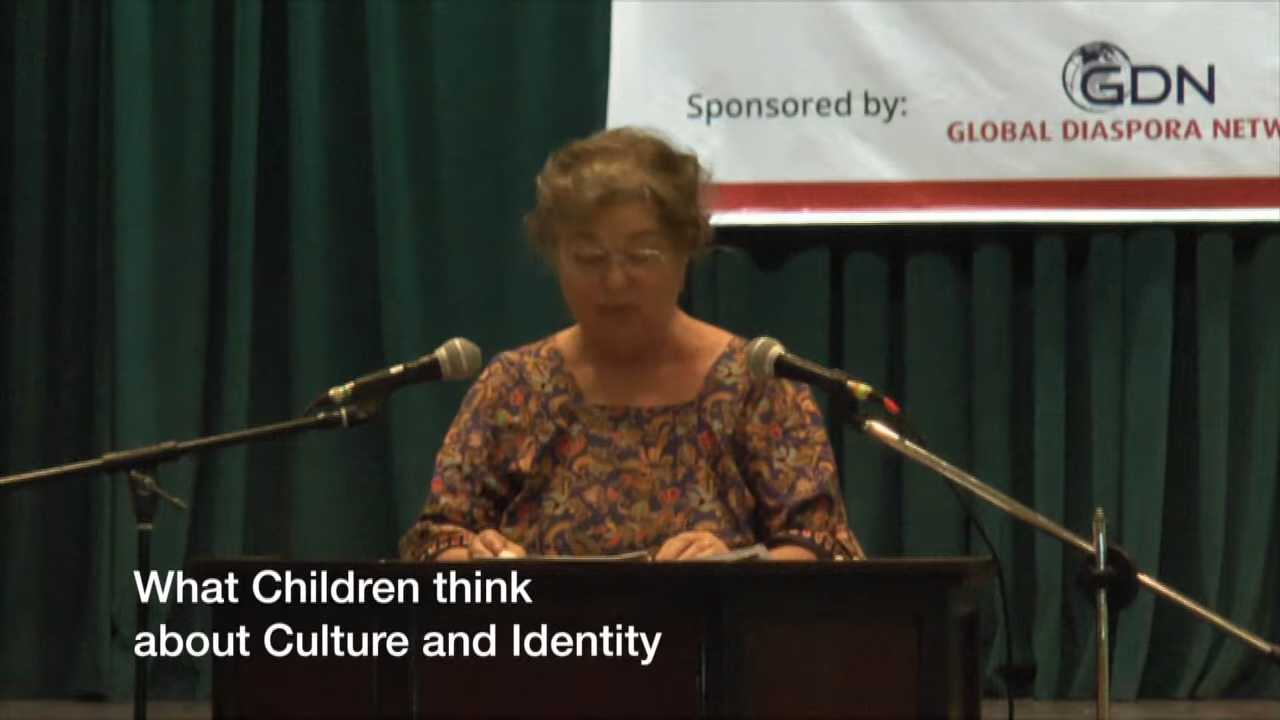 Sponsored by:
GDN
GLOBAL DIASPORA NETW
What Children think
about Culture and Identity